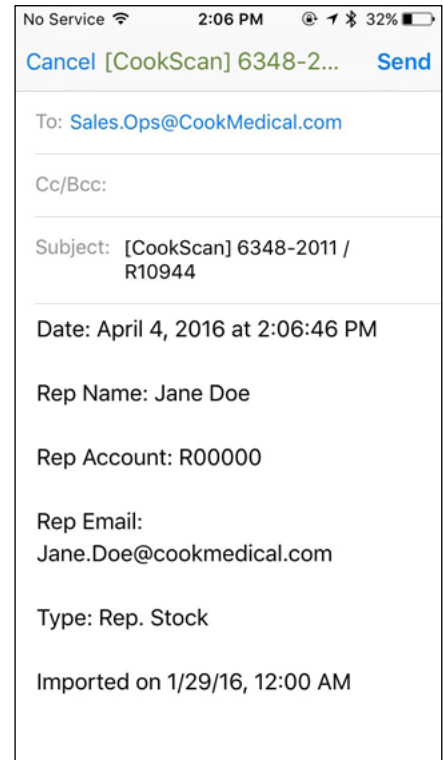 No Service 2:06 PM 32%
Cancel [CookScan] 6348-2... Send
To: Sales.Ops@CookMedical.com
Cc/Bcc:
Subject: [CookScan] 6348-2011 /
R10944
Date: April 4, 2016 at 2:06:46 PM
Rep Name: Jane Doe
Rep Account: R00000
Rep Email:
Jane.Doe@cookmedical.com
Type: Rep. Stock
Imported on 1/29/16, 12:00 AM